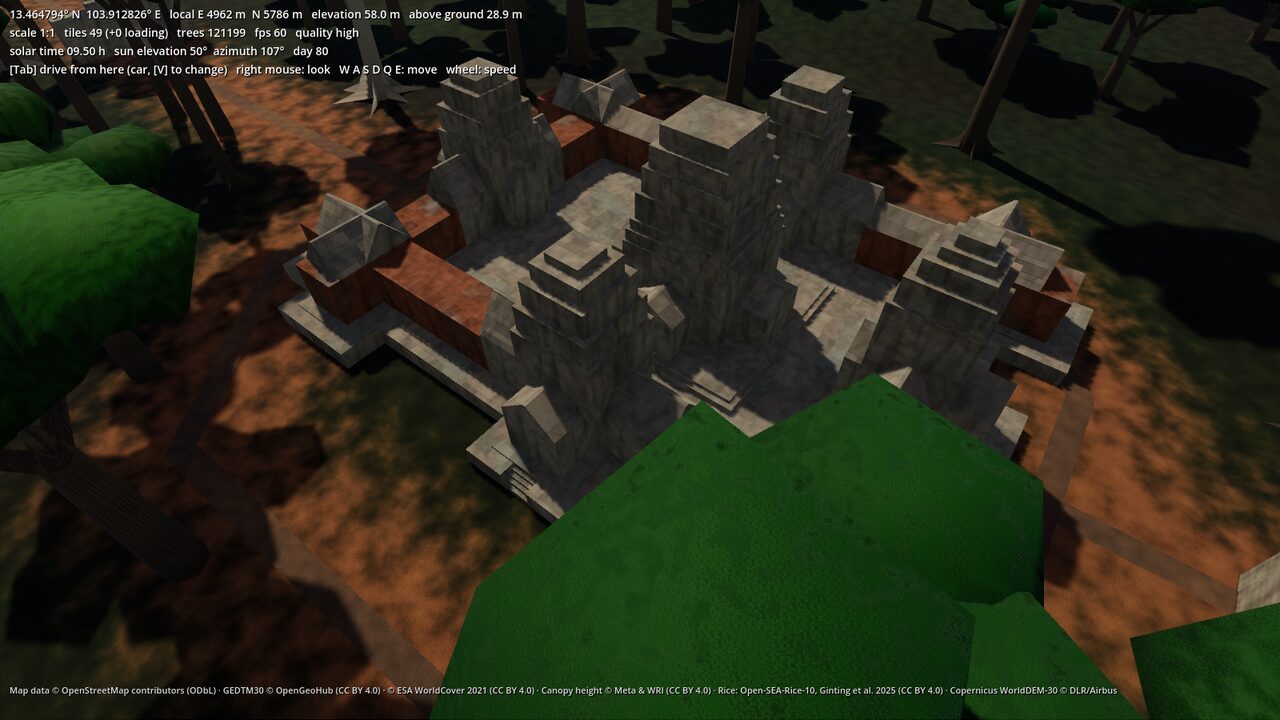 13.464794° N  103.912826° E   local E 4962 m  N 5786 m   elevation 58.0 m   above ground 28.9 m
scale 1:1   tiles 49 (+0 loading)   trees 121199   fps 60   quality high
solar time 09.50 h   sun elevation 50°   azimuth 107°   day 80
[Tab] drive from here (car, [V] to change)   right mouse: look   W A S D Q E: move   wheel: speed
Map data © OpenStreetMap contributors (ODbL) · GEDTM30 © OpenGeoHub (CC BY 4.0) · © ESA WorldCover 2021 (CC BY 4.0) · Canopy height © Meta & WRI (CC BY 4.0) · Rice: Open-SEA-Rice-10, Ginting et al. 2025 (CC BY 4.0) · Copernicus WorldDEM-30 © DLR/Airbus